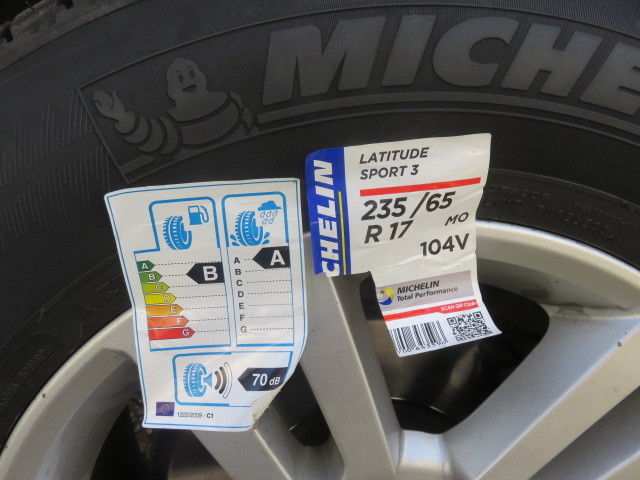 MICHE
CHELIN
LATITUDE
SPORT 3
235/65
R 17 MO
104V
MICHELIN
Total Performance
SCAN QR Code
A
B
C
D
E
F
G
B
A
B
C
D
E
F
G
A
70 dB
1222/2009 - C1